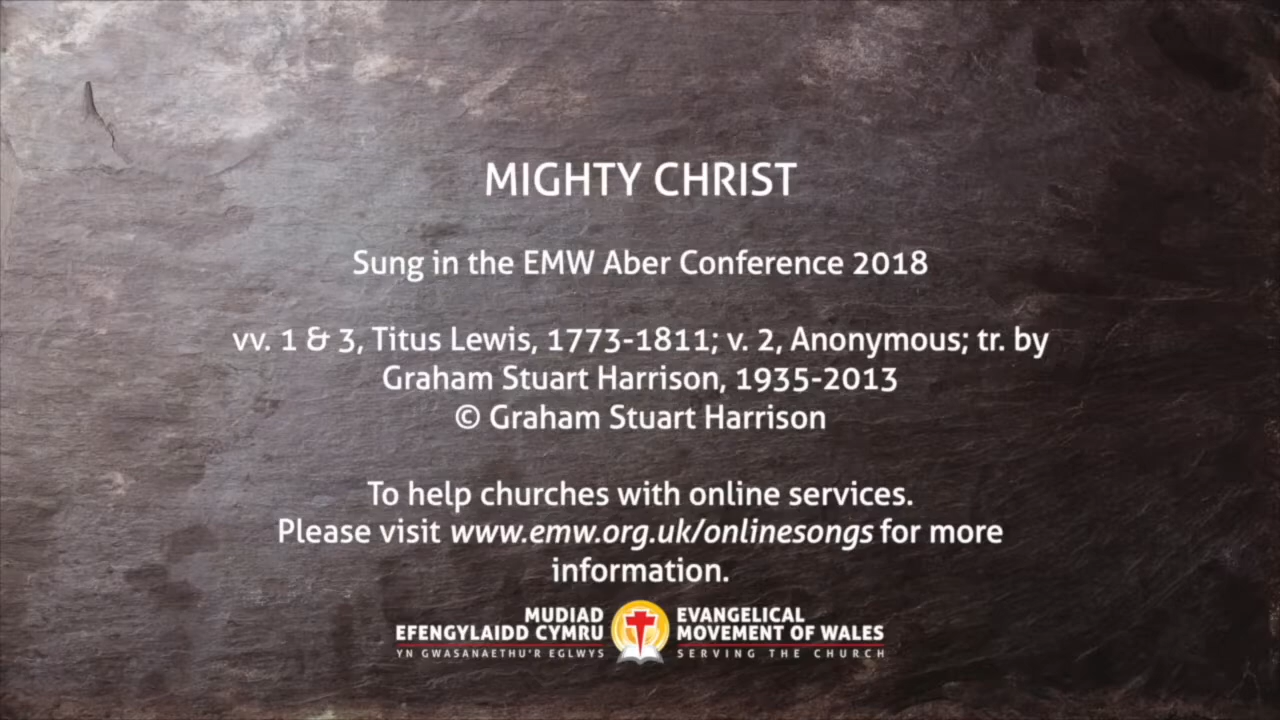 MIGHTY CHRIST
Sung in the EMW Aber Conference 2018
vv. 1 & 3, Titus Lewis, 1773-1811; v. 2, Anonymous; tr. by
Graham Stuart Harrison, 1935-2013
© Graham Stuart Harrison
To help churches with online services.
Please visit www.emw.org.uk/onlinesongs for more
information.
MUDIAD
EFENGYLAIDD CYMRU
YN GWASANAETHU'R EGLWYS
EVANGELICAL
MOVEMENT OF WALES
SERVING THE CHURCH